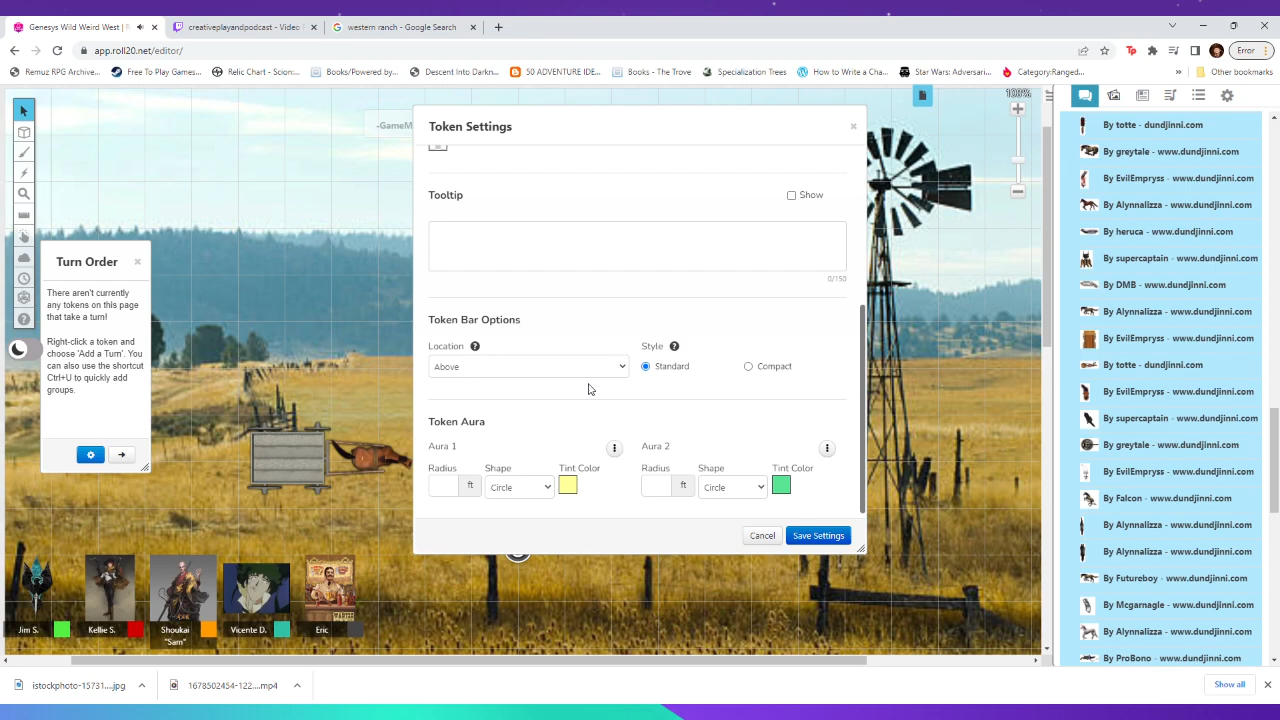 Genesys Wild Weird West | R
creativeplayandpodcast - Video F
western ranch - Google Search
app.roll20.net/editor/
Error
Remuz RPG Archive...
Free To Play Games...
Relic Chart - Scion:...
Books/Powered by...
Descent Into Darkn...
50 ADVENTURE IDE...
Books - The Trove
Specialization Trees
How to Write a Cha...
Star Wars: Adversari...
Category:Ranged...
»
Other bookmarks
-GameM
100%
Token Settings
Tooltip
Show
0/150
Token Bar Options
Location
Style
Above
Standard
Compact
Token Aura
Aura 1
Aura 2
Radius
Shape
Tint Color
Radius
Shape
Tint Color
ft
Circle
ft
Circle
Cancel
Save Settings
Turn Order
There aren't currently
any tokens on this page
that take a turn!
Right-click a token and
choose 'Add a Turn'. You
can also use the shortcut
Ctrl+U to quickly add
groups.
By totte - dundjinni.com
By greytale - www.dundjinni.com
By EvilEmpryss - www.dundjinni.com
By Alynnalizza - www.dundjinni.com
By heruca - www.dundjinni.com
By supercaptain - www.dundjinni.com
By DMB - www.dundjinni.com
By Alynnalizza - www.dundjinni.com
By EvilEmpryss - www.dundjinni.com
By totte - www.dundjinni.com
By EvilEmpryss - www.dundjinni.com
By supercaptain - www.dundjinni.com
By greytale - www.dundjinni.com
By EvilEmpryss - www.dundjinni.com
By Falcon - www.dundjinni.com
By Alynnalizza - www.dundjinni.com
By Alynnalizza - www.dundjinni.com
By Futureboy - www.dundjinni.com
By Mcgarnagle - www.dundjinni.com
By Alynnalizza - www.dundjinni.com
By ProBono - www.dundjinni.com
Jim S.
Kellie S.
Shoukai
"Sam"
Vicente D.
Eric
istockphoto-15731....jpg
1678502454-122....mp4
Show all